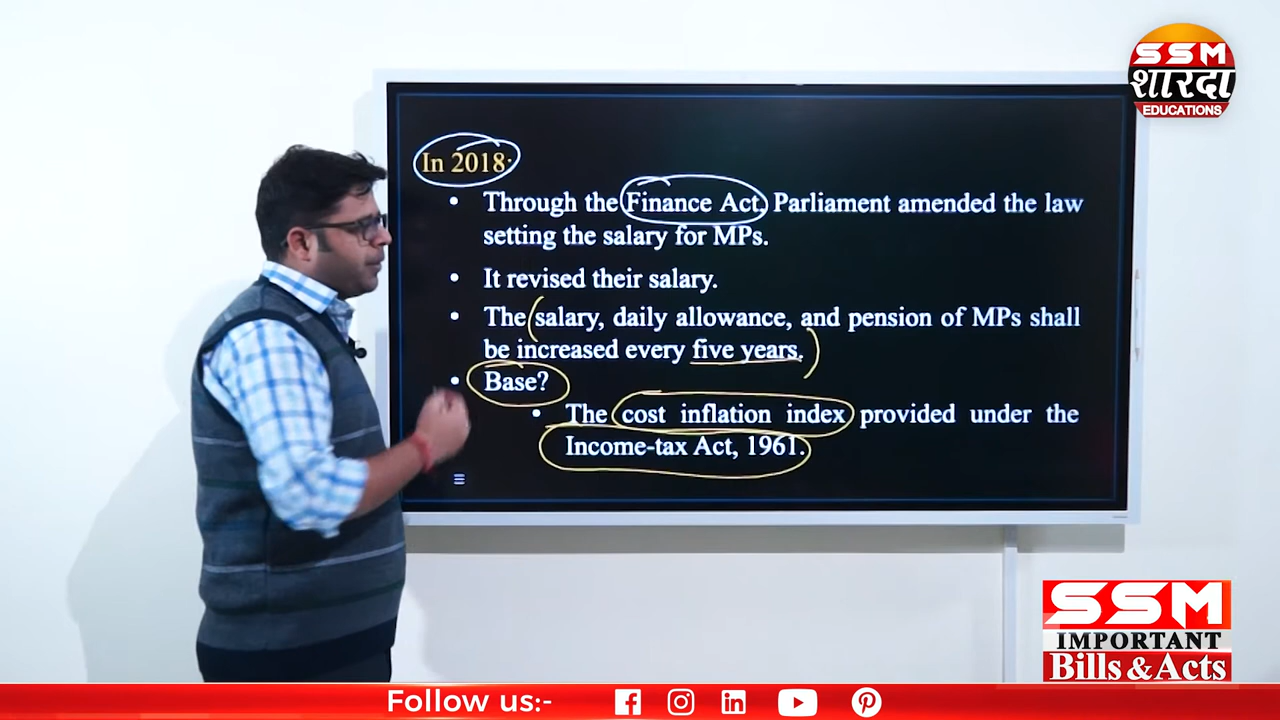 SSM
शारदा
EDUCATIONS
In 2018:
• Through the Finance Act, Parliament amended the law
setting the salary for MPs.
• It revised their salary.
• The salary, daily allowance, and pension of MPs shall
be increased every five years.
• Base?
• The cost inflation index provided under the
Income-tax Act, 1961.
SSM
IMPORTANT
Bills & Acts
Follow us:-